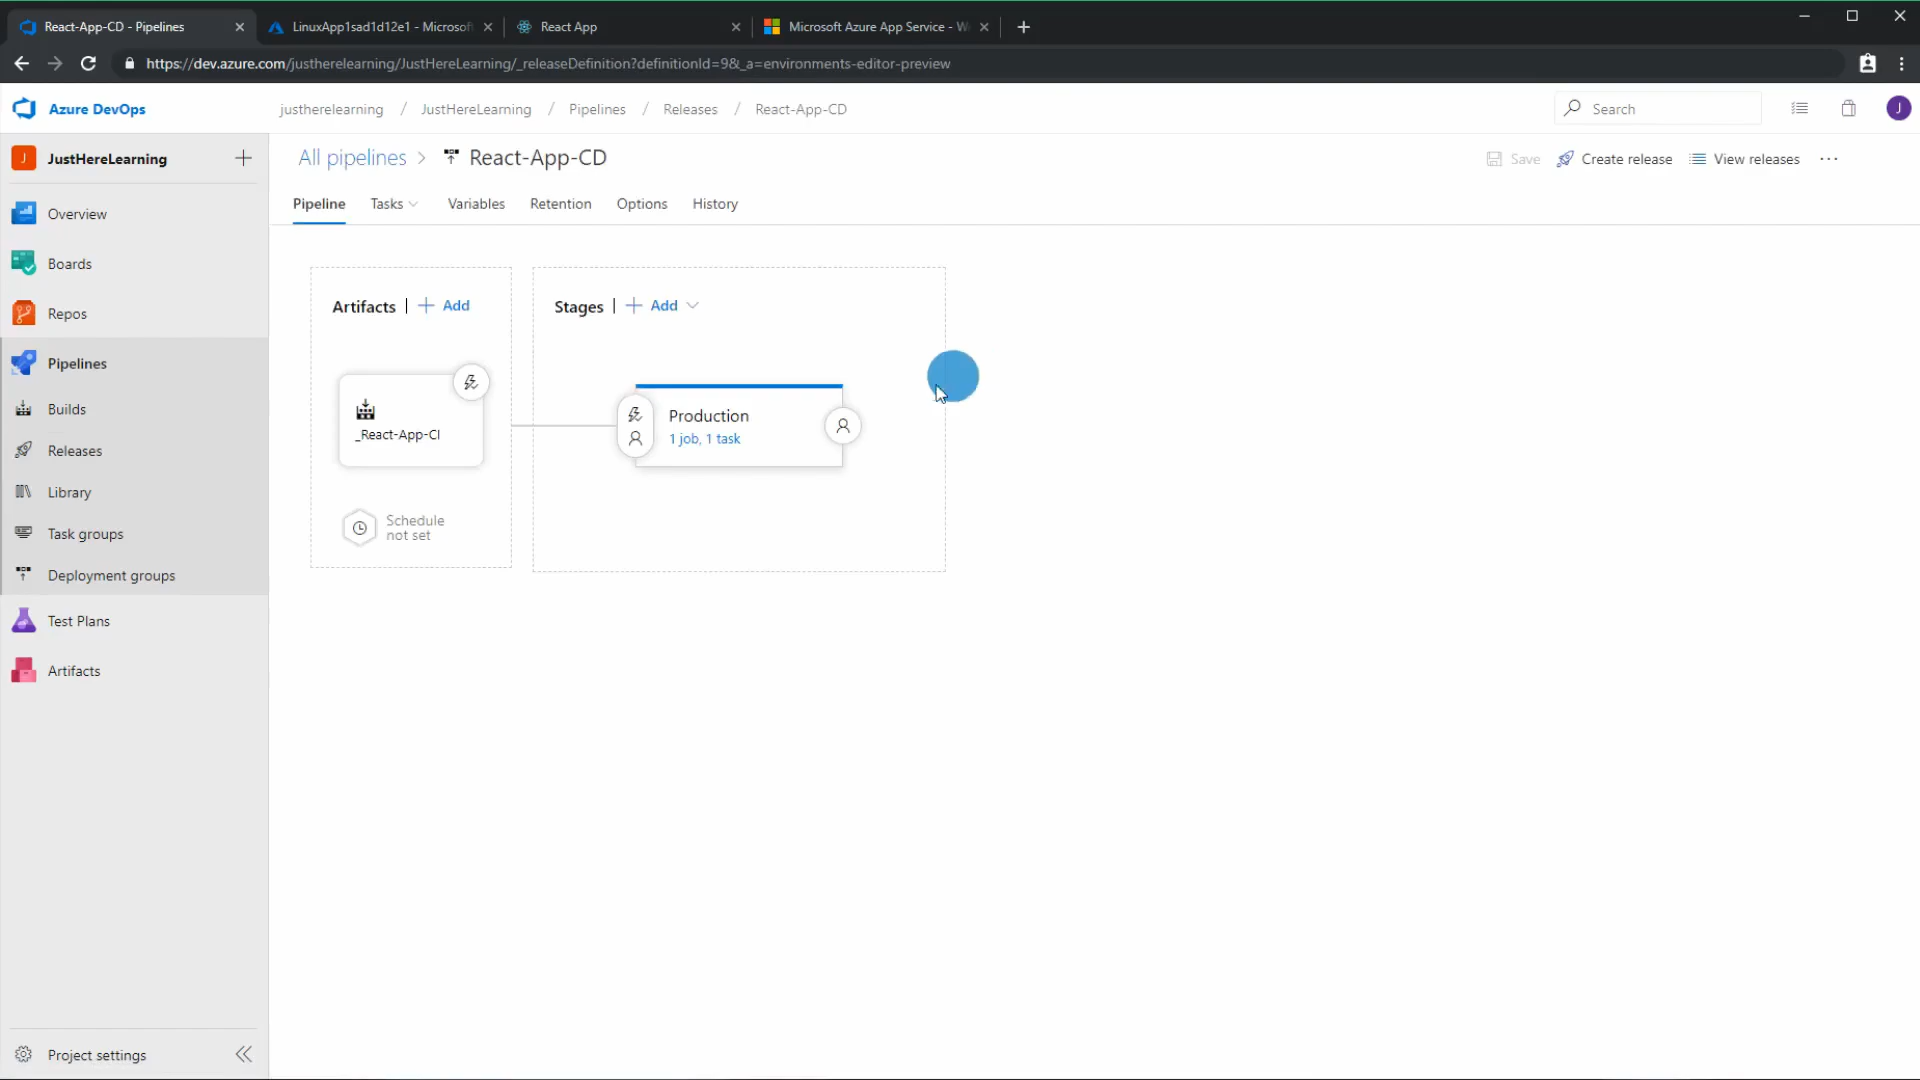 React-App-CD - Pipelines
LinuxApp1sad1d12e1 - Microsof
React App
Microsoft Azure App Service - W
https://dev.azure.com/justherelearning/JustHereLearning/_releaseDefinition?definitionId=9&_a=environments-editor-preview
Azure DevOps
justherelearning / JustHereLearning / Pipelines / Releases / React-App-CD
Search
J
J
JustHereLearning
All pipelines > React-App-CD
Save
Create release
View releases
Pipeline
Tasks
Variables
Retention
Options
History
Overview
Boards
Repos
Pipelines
Builds
Releases
Library
Task groups
Deployment groups
Test Plans
Artifacts
Project settings
Artifacts | + Add
_React-App-CI
Schedule
not set
Stages | + Add
Production
1 job, 1 task